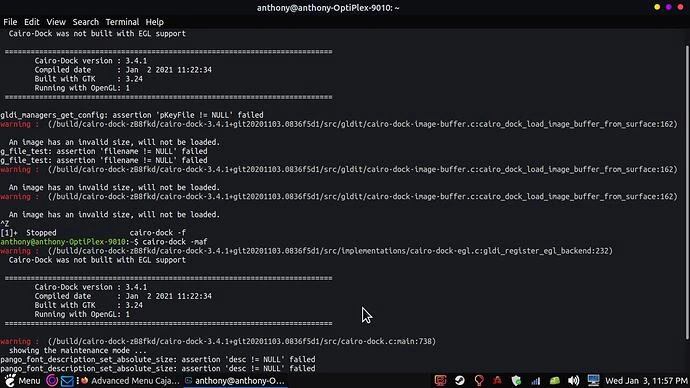 anthony@anthony-OptiPlex-9010: ~
File Edit View Search Terminal Help
Cairo-Dock was not built with EGL support
============================================================================
Cairo-Dock version : 3.4.1
Compiled date : Jan 2 2021 11:22:34
Built with GTK : 3.24
Running with OpenGL: 1
============================================================================
gldi_managers_get_config: assertion 'pKeyFile != NULL' failed
warning : (/build/cairo-dock-zB8fkd/cairo-dock-3.4.1+git20201103.0836f5d1/src/gldit/cairo-dock-image-buffer.c:cairo_dock_load_image_buffer_from_surface:162)
An image has an invalid size, will not be loaded.
g_file_test: assertion 'filename != NULL' failed
g_file_test: assertion 'filename != NULL' failed
warning : (/build/cairo-dock-zB8fkd/cairo-dock-3.4.1+git20201103.0836f5d1/src/gldit/cairo-dock-image-buffer.c:cairo_dock_load_image_buffer_from_surface:162)
An image has an invalid size, will not be loaded.
warning : (/build/cairo-dock-zB8fkd/cairo-dock-3.4.1+git20201103.0836f5d1/src/gldit/cairo-dock-image-buffer.c:cairo_dock_load_image_buffer_from_surface:162)
An image has an invalid size, will not be loaded.
^Z
[1]+ Stopped cairo-dock -f
anthony@anthony-OptiPlex-9010:~$ cairo-dock -maf
warning : (/build/cairo-dock-zB8fkd/cairo-dock-3.4.1+git20201103.0836f5d1/src/implementations/cairo-dock-egl.c:gldi_register_egl_backend:232)
Cairo-Dock was not built with EGL support
============================================================================
Cairo-Dock version : 3.4.1
Compiled date : Jan 2 2021 11:22:34
Built with GTK : 3.24
Running with OpenGL: 1
============================================================================
warning : (/build/cairo-dock-zB8fkd/cairo-dock-3.4.1+git20201103.0836f5d1/src/cairo-dock.c:main:738)
showing the maintenance mode ...
pango_font_description_set_absolute_size: assertion 'desc != NULL' failed
pango_font_description_set_absolute_size: assertion 'desc != NULL' failed
Menu Advanced Menu Caja... anthony@anthony-O... Wed Jan 3, 11:57 PM